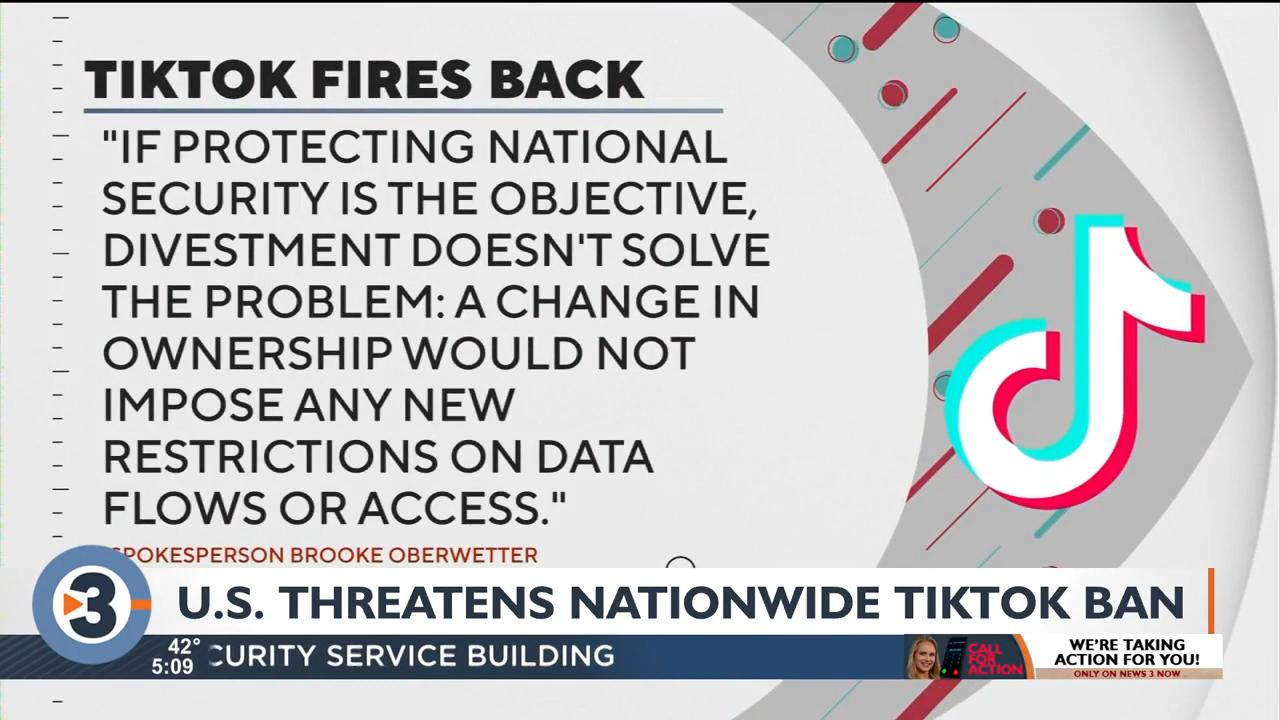 TIKTOK FIRES BACK
"IF PROTECTING NATIONAL
SECURITY IS THE OBJECTIVE,
DIVESTMENT DOESN'T SOLVE
THE PROBLEM: A CHANGE IN
OWNERSHIP WOULD NOT
IMPOSE ANY NEW
RESTRICTIONS ON DATA
FLOWS OR ACCESS."
SPOKESPERSON BROOKE OBERWETTER
3
U.S. THREATENS NATIONWIDE TIKTOK BAN
42°
5:09
CURITY SERVICE BUILDING
CALL
FOR
ACTION
WE'RE TAKING
ACTION FOR YOU!
ONLY ON NEWS 3 NOW